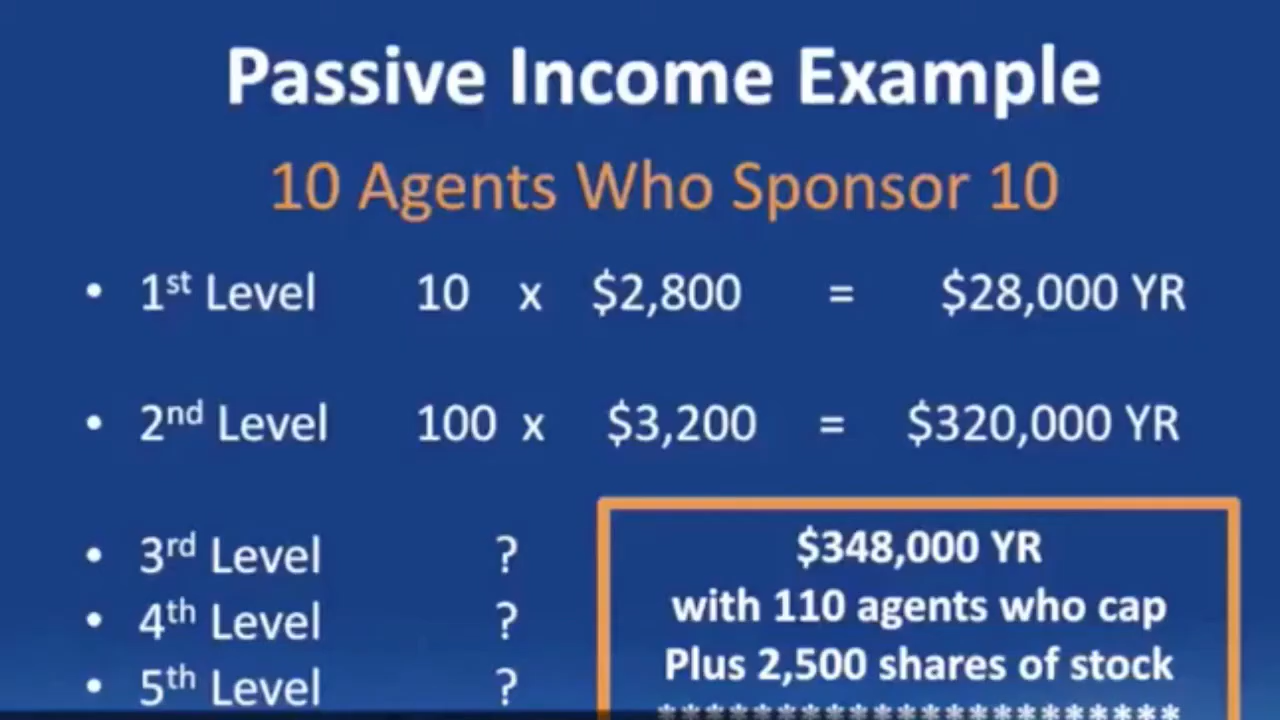 Passive Income Example
10 Agents Who Sponsor 10
• 1st Level 10 x $2,800 = $28,000 YR
• 2nd Level 100 x $3,200 = $320,000 YR
• 3rd Level ?
• 4th Level ?
• 5th Level ?
$348,000 YR
with 110 agents who cap
Plus 2,500 shares of stock
**********************